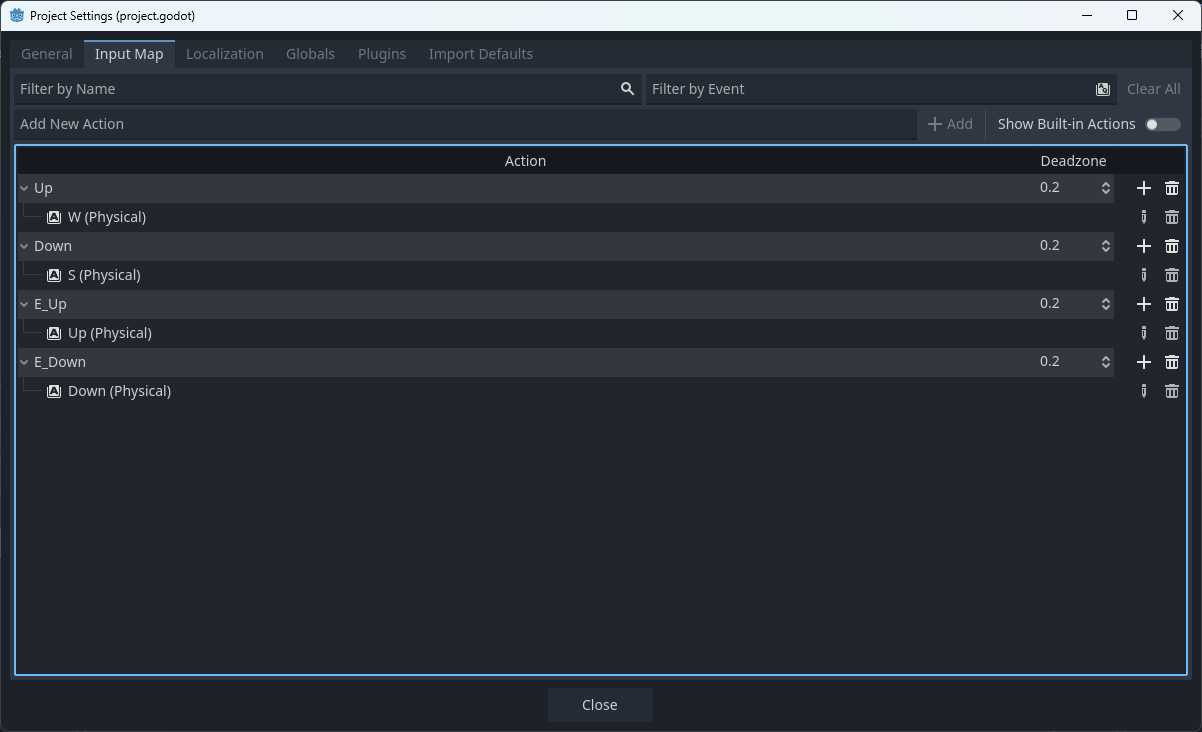 Project Settings (project.godot)
General Input Map Localization Globals Plugins Import Defaults
Filter by Name Filter by Event Clear All
Add New Action Add Show Built-in Actions
Action Deadzone
Up 0.2
W (Physical)
Down 0.2
S (Physical)
E_Up 0.2
Up (Physical)
E_Down 0.2
Down (Physical)
Close